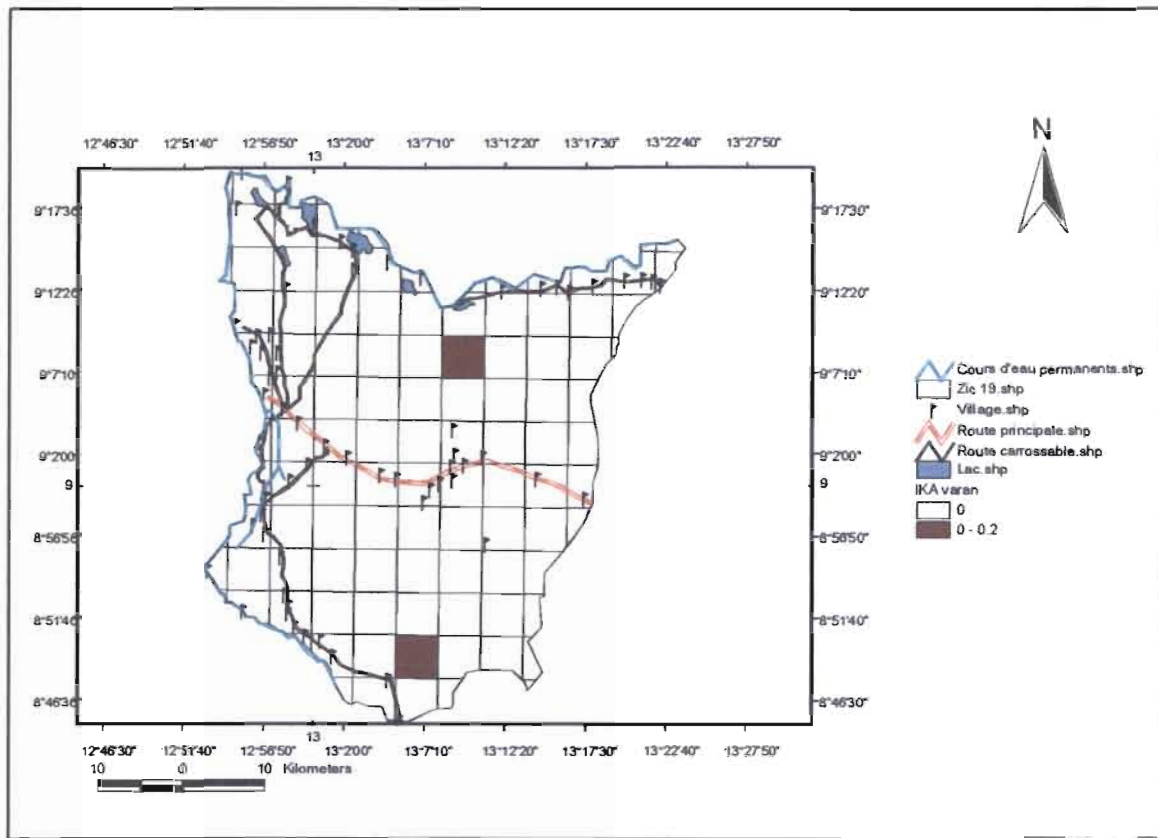 N
12°46'30" 12°51'40" 12°56'50" 13°2'00" 13°7'10" 13°12'20" 13°17'30" 13°22'40" 13°27'50"
13
9°17'30" 9°17'30"
9°12'20" 9°12'20"
9°7'10" 9°7'10"
9°2'00" 9°2'00"
9 9
8°56'50" 8°56'50"
8°51'40" 8°51'40"
8°46'30" 8°46'30"
Cours d'eau permanents.shp
Zic 19.shp
Village.shp
Route principale.shp
Route carrossable.shp
Lac.shp
IKA varan
0
0 - 0.2
13
12°46'30" 12°51'40" 12°56'50" 13°2'00" 13°7'10" 13°12'20" 13°17'30" 13°22'40" 13°27'50"
10 0 10 Kilometers